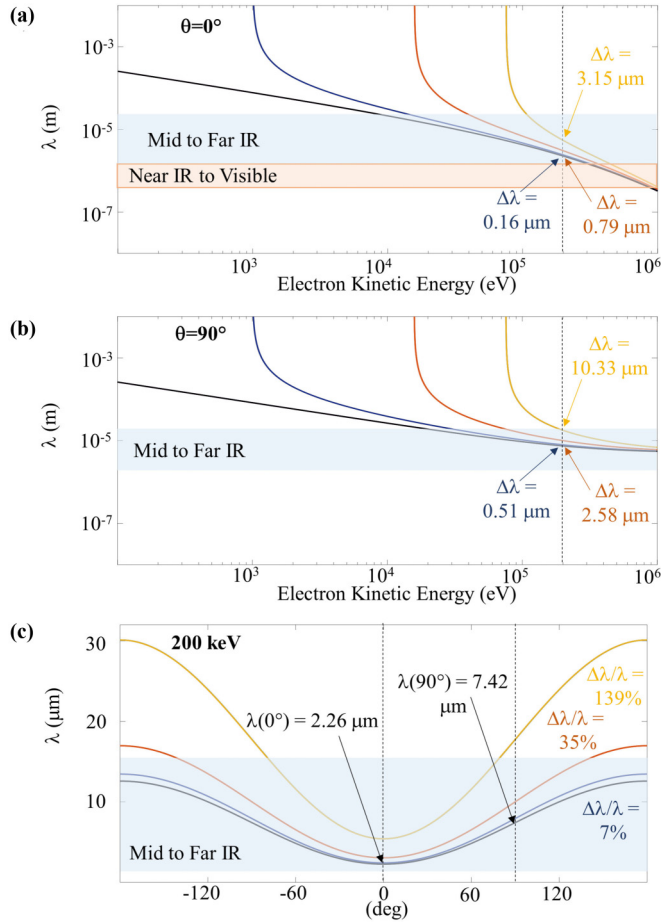 (a)
θ=0°
10⁻³
10⁻⁵
10⁻⁷
λ (m)
Δλ =
3.15 μm
Mid to Far IR
Near IR to Visible
Δλ =
0.16 μm
Δλ =
0.79 μm
10³
10⁴
10⁵
10⁶
Electron Kinetic Energy (eV)
(b)
θ=90°
10⁻³
10⁻⁵
10⁻⁷
λ (m)
Δλ =
10.33 μm
Mid to Far IR
Δλ =
0.51 μm
Δλ =
2.58 μm
10³
10⁴
10⁵
10⁶
Electron Kinetic Energy (eV)
(c)
200 keV
30
20
10
λ (μm)
λ(0°) = 2.26 μm
λ(90°) = 7.42
μm
Δλ/λ =
139%
Δλ/λ =
35%
Δλ/λ =
7%
Mid to Far IR
-120
-60
0
60
120
(deg)